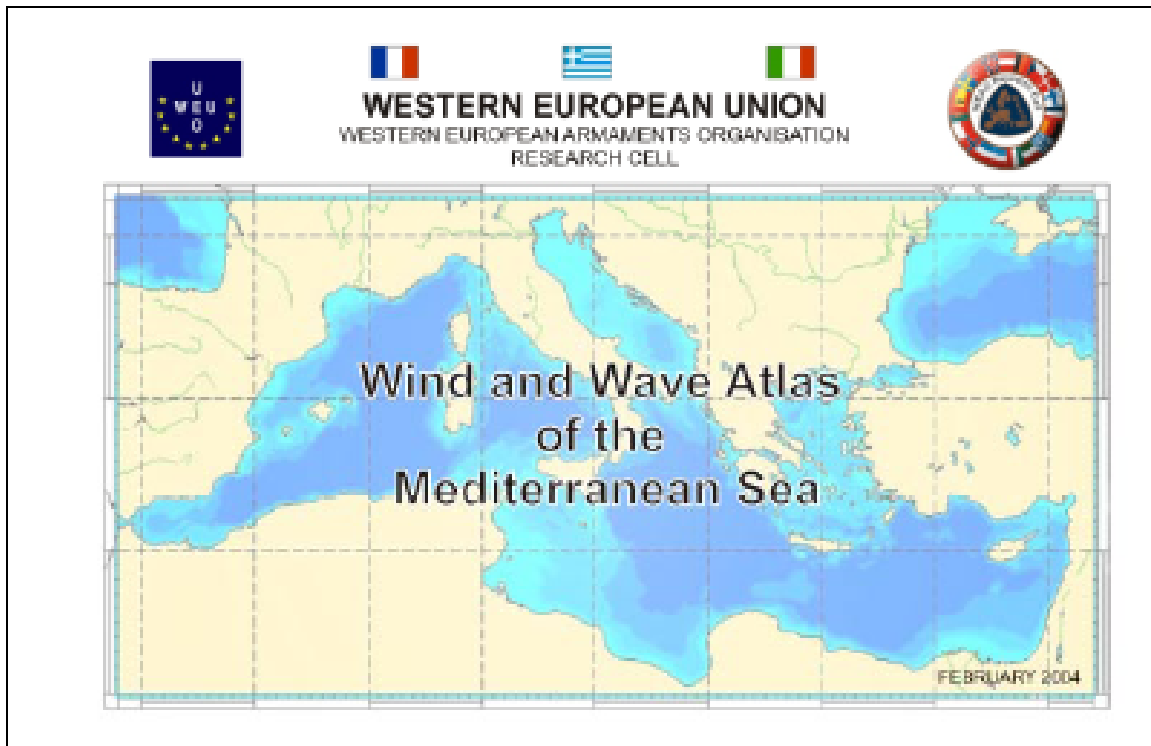 U
WEU
O
WESTERN EUROPEAN UNION
WESTERN EUROPEAN ARMAMENTS ORGANISATION
RESEARCH CELL
Wind and Wave Atlas
of the
Mediterranean Sea
FEBRUARY 2004